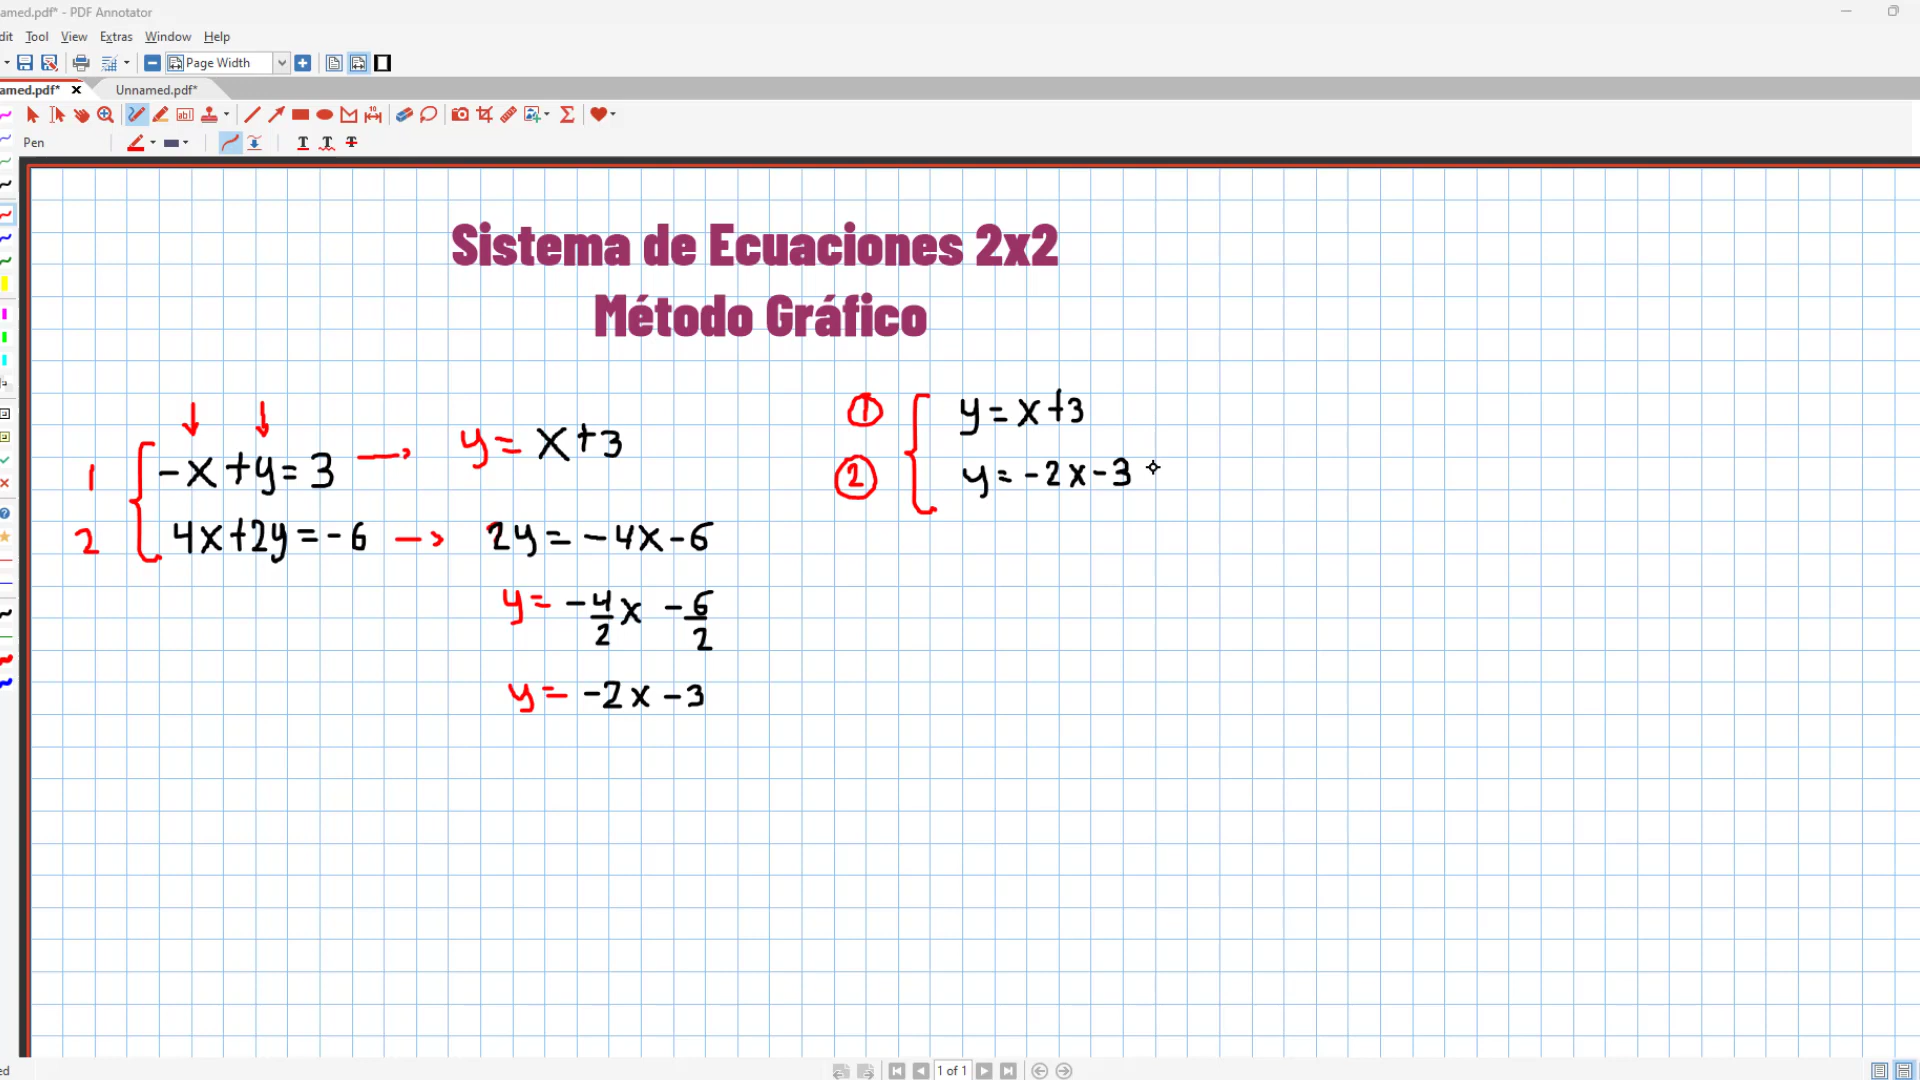 amed.pdf* - PDF Annotator
dit Tool View Extras Window Help
Page Width
amed.pdf* Unnamed.pdf*
Pen
Sistema de Ecuaciones 2x2
Método Gráfico
1 -x+y=3 → y= x+3
2 4x+2y=-6 → 2y=-4x-6
y= -4/2 x -6/2
y= -2x-3
① y=x+3
② y=-2x-3
ed
1 of 1